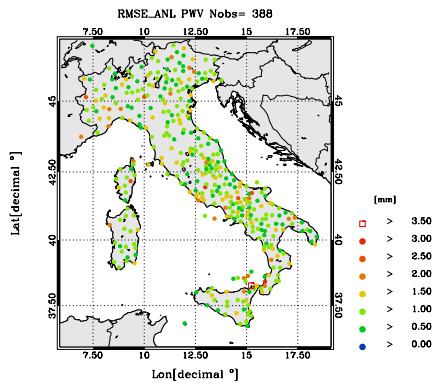 RMSE_ANL PWV Nobs= 388
7.50 10 12.50 15 17.50
45 45
42.50 42.50
40 40
37.50 37.50
7.50 10 12.50 15 17.50
Lon[decimal °]
Lat[decimal °]
[mm]
> 3.50
> 3.00
> 2.50
> 2.00
> 1.50
> 1.00
> 0.50
> 0.00